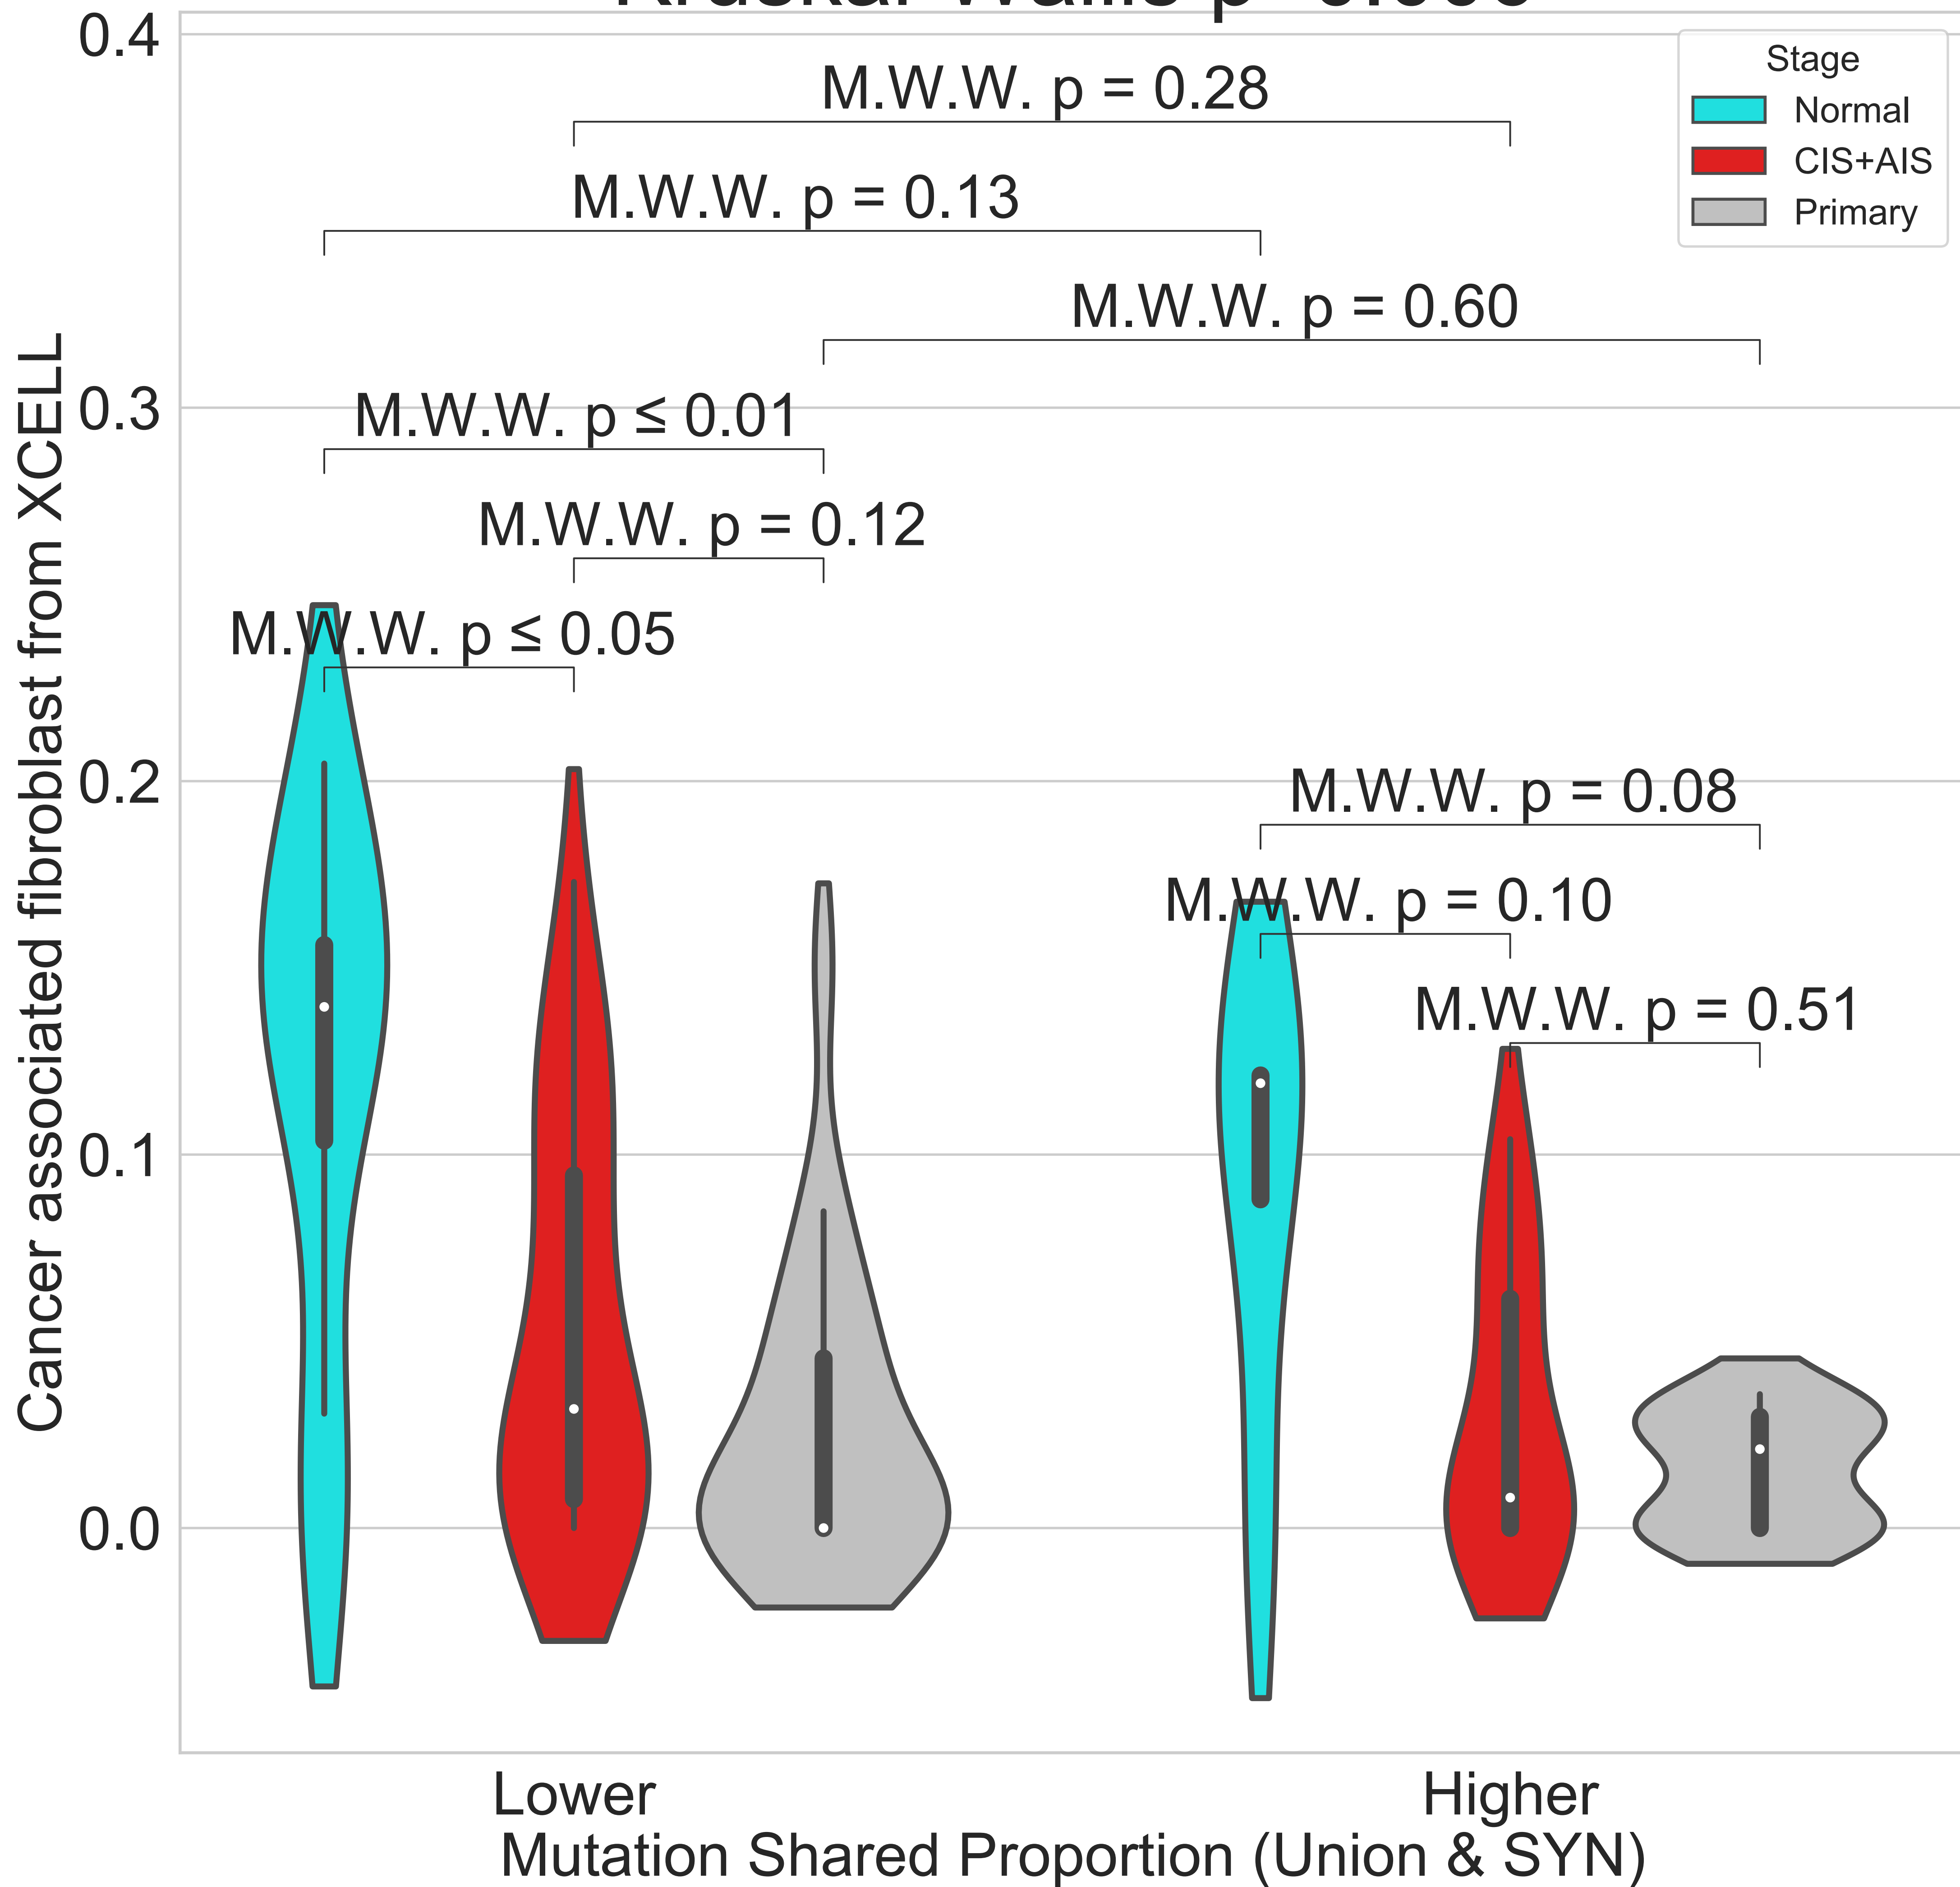 0.4
M.W.W. p = 0.28
Stage
Normal
CIS+AIS
Primary
M.W.W. p = 0.13
M.W.W. p = 0.60
0.3
M.W.W. p ≤ 0.01
M.W.W. p = 0.12
M.W.W. p ≤ 0.05
0.2
M.W.W. p = 0.08
M.W.W. p = 0.10
M.W.W. p = 0.51
0.1
0.0
Cancer associated fibroblast from XCELL
Lower
Higher
Mutation Shared Proportion (Union & SYN)